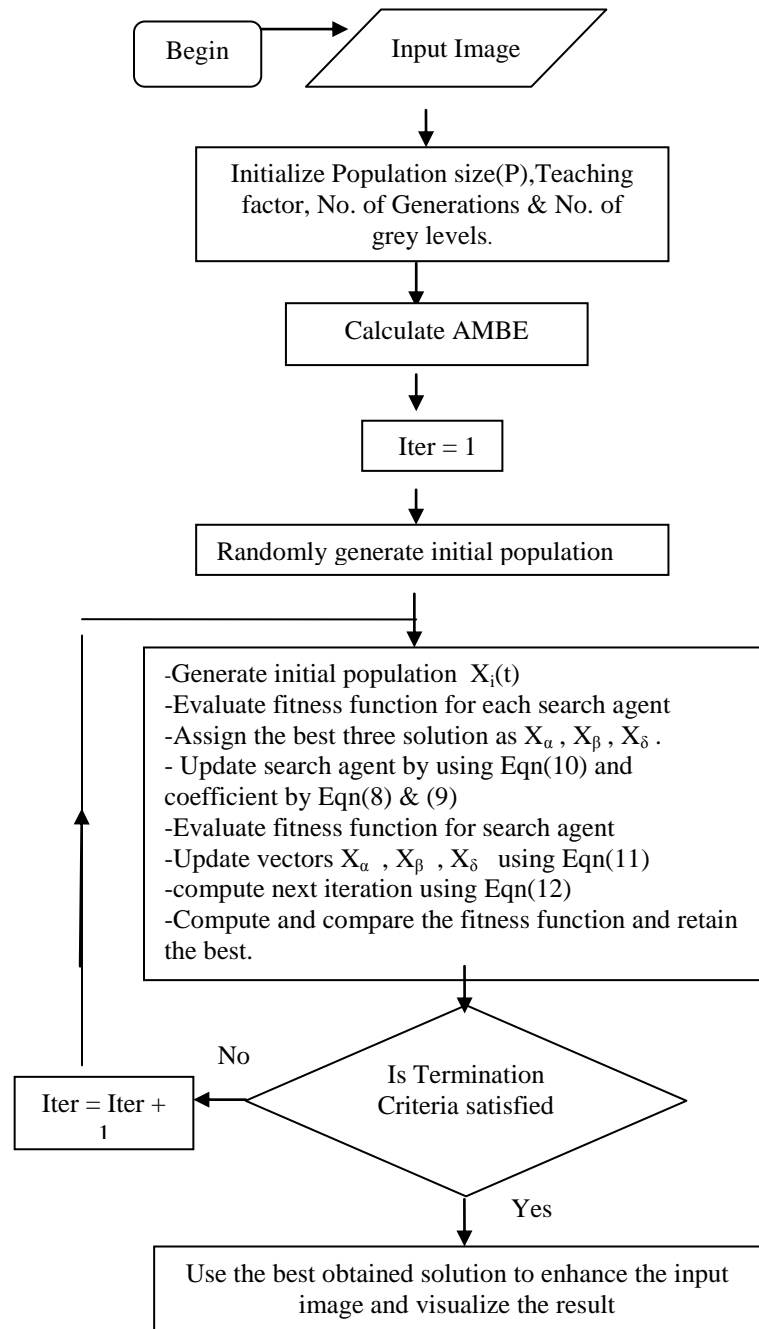 Begin
Input Image
Initialize Population size(P),Teaching
factor, No. of Generations & No. of
grey levels.
Calculate AMBE
Iter = 1
Randomly generate initial population
-Generate initial population Xᵢ(t)
-Evaluate fitness function for each search agent
-Assign the best three solution as X_α , X_β , X_δ .
- Update search agent by using Eqn(10) and
coefficient by Eqn(8) & (9)
-Evaluate fitness function for search agent
-Update vectors X_α , X_β , X_δ using Eqn(11)
-compute next iteration using Eqn(12)
-Compute and compare the fitness function and retain
the best.
No
Is Termination
Criteria satisfied
Iter = Iter +
1
Yes
Use the best obtained solution to enhance the input
image and visualize the result